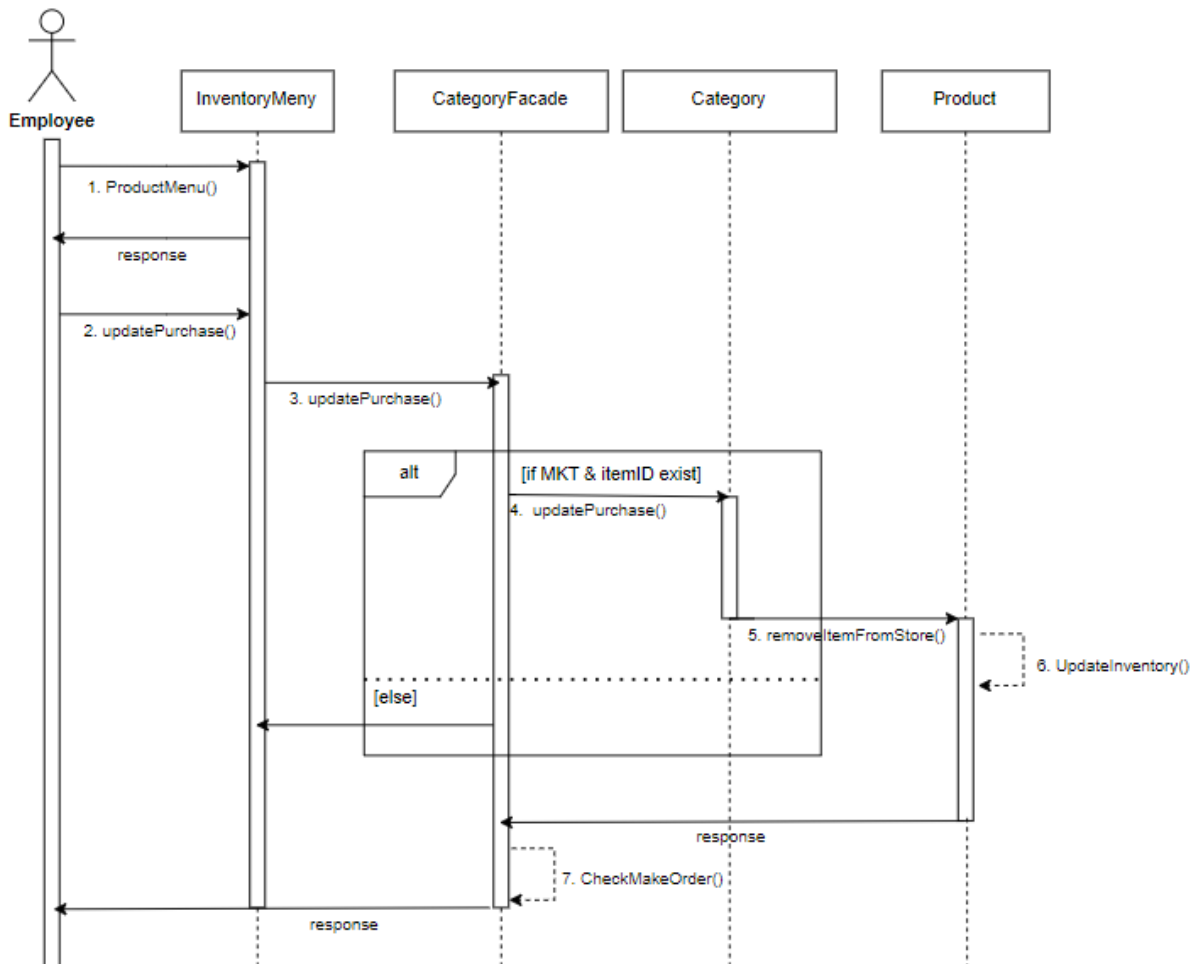 Employee
InventoryMeny
CategoryFacade
Category
Product
1. ProductMenu()
response
2. updatePurchase()
3. updatePurchase()
alt
[if MKT & itemID exist]
4. updatePurchase()
5. removeItemFromStore()
6. UpdateInventory()
[else]
response
7. CheckMakeOrder()
response